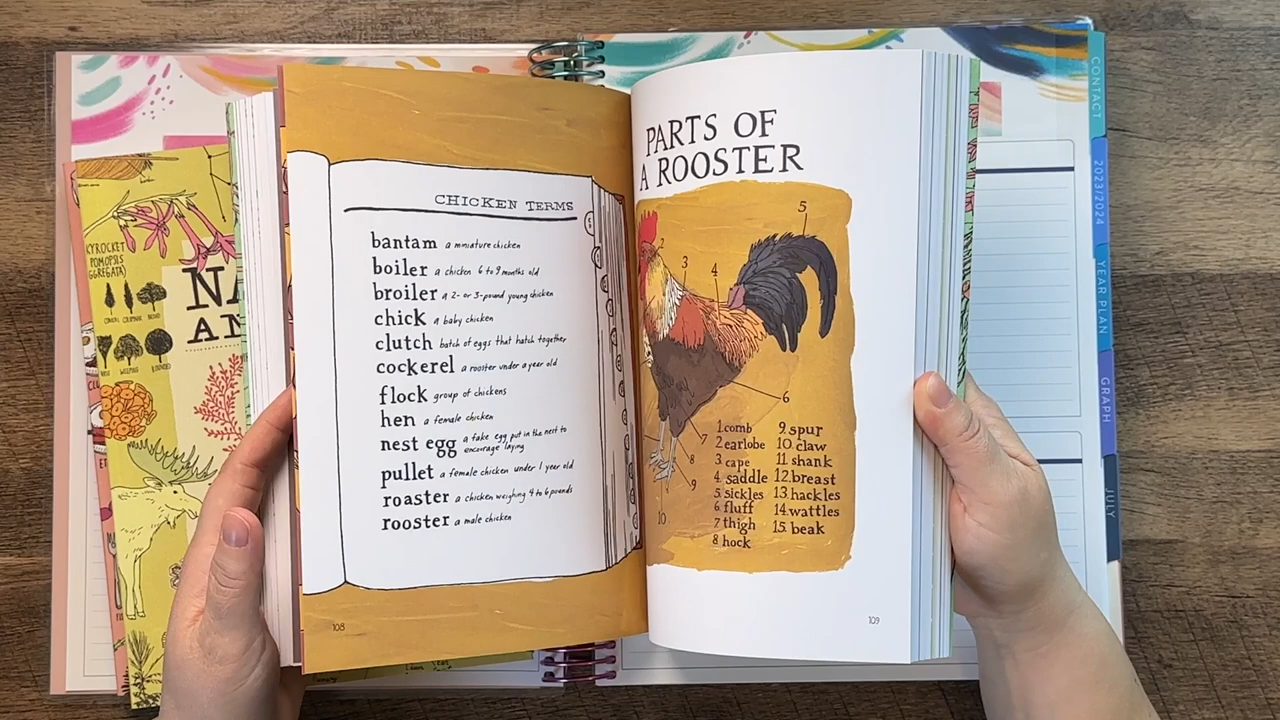 CHICKEN TERMS
bantam a miniature chicken
boiler a chicken 6 to 9 months old
broiler a 2- or 3-pound young chicken
chick a baby chicken
clutch batch of eggs that hatch together
cockerel a rooster under a year old
flock group of chickens
hen a female chicken
nest egg a fake egg put in the nest to
encourage laying
pullet a female chicken under 1 year old
roaster a chicken weighing 4 to 6 pounds
rooster a male chicken
108
PARTS OF
A ROOSTER
2
3
4
5
6
7
8
9
10
1. comb
2 earlobe
3 cape
4. saddle
5 sickles
6 fluff
7 thigh
8 hock
9. spur
10. claw
11. shank
12. breast
13. hackles
14. wattles
15. beak
109
CONTACT
2023/2024
YEAR PLAN
GRAPH
JULY
KYROCKET
POMOPSIS
GGREGATA)
NA
AN